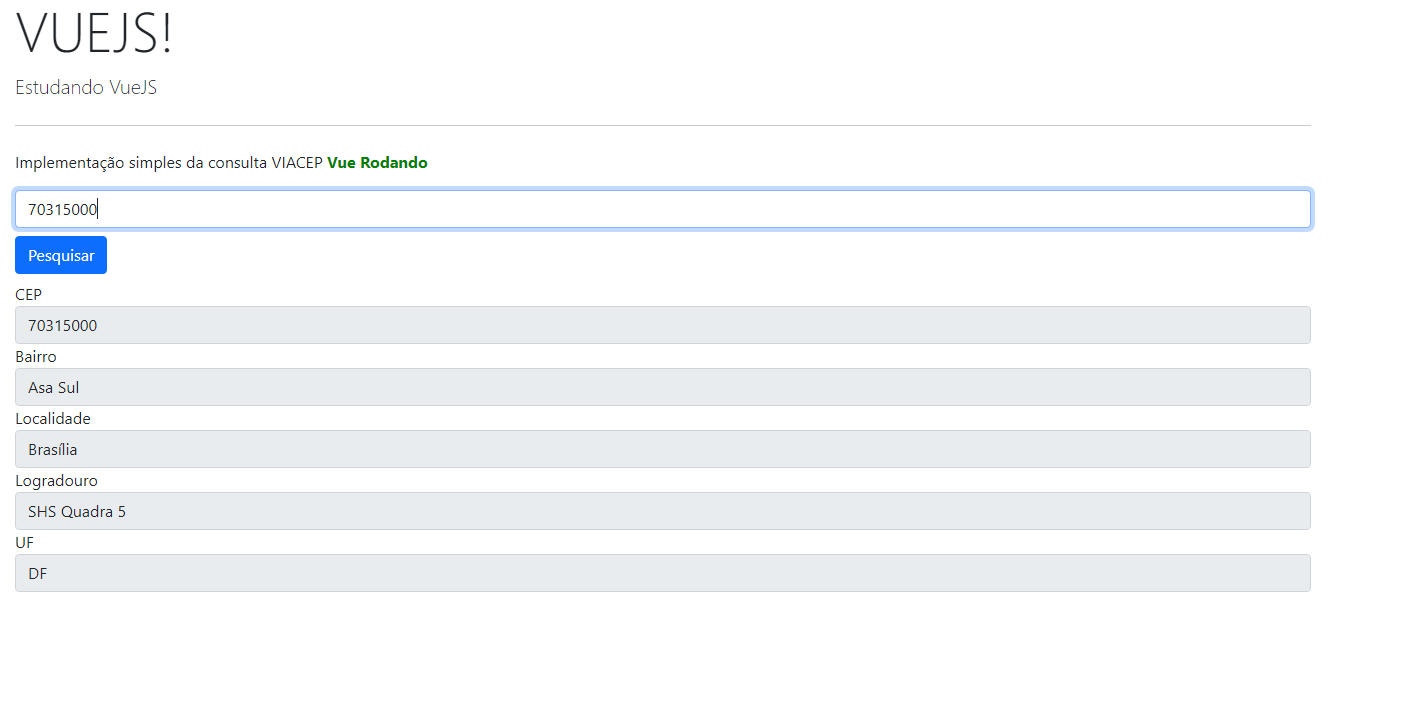 VUEJS!
Estudando VueJS
Implementação simples da consulta VIACEP Vue Rodando
70315000
Pesquisar
CEP
70315000
Bairro
Asa Sul
Localidade
Brasília
Logradouro
SHS Quadra 5
UF
DF